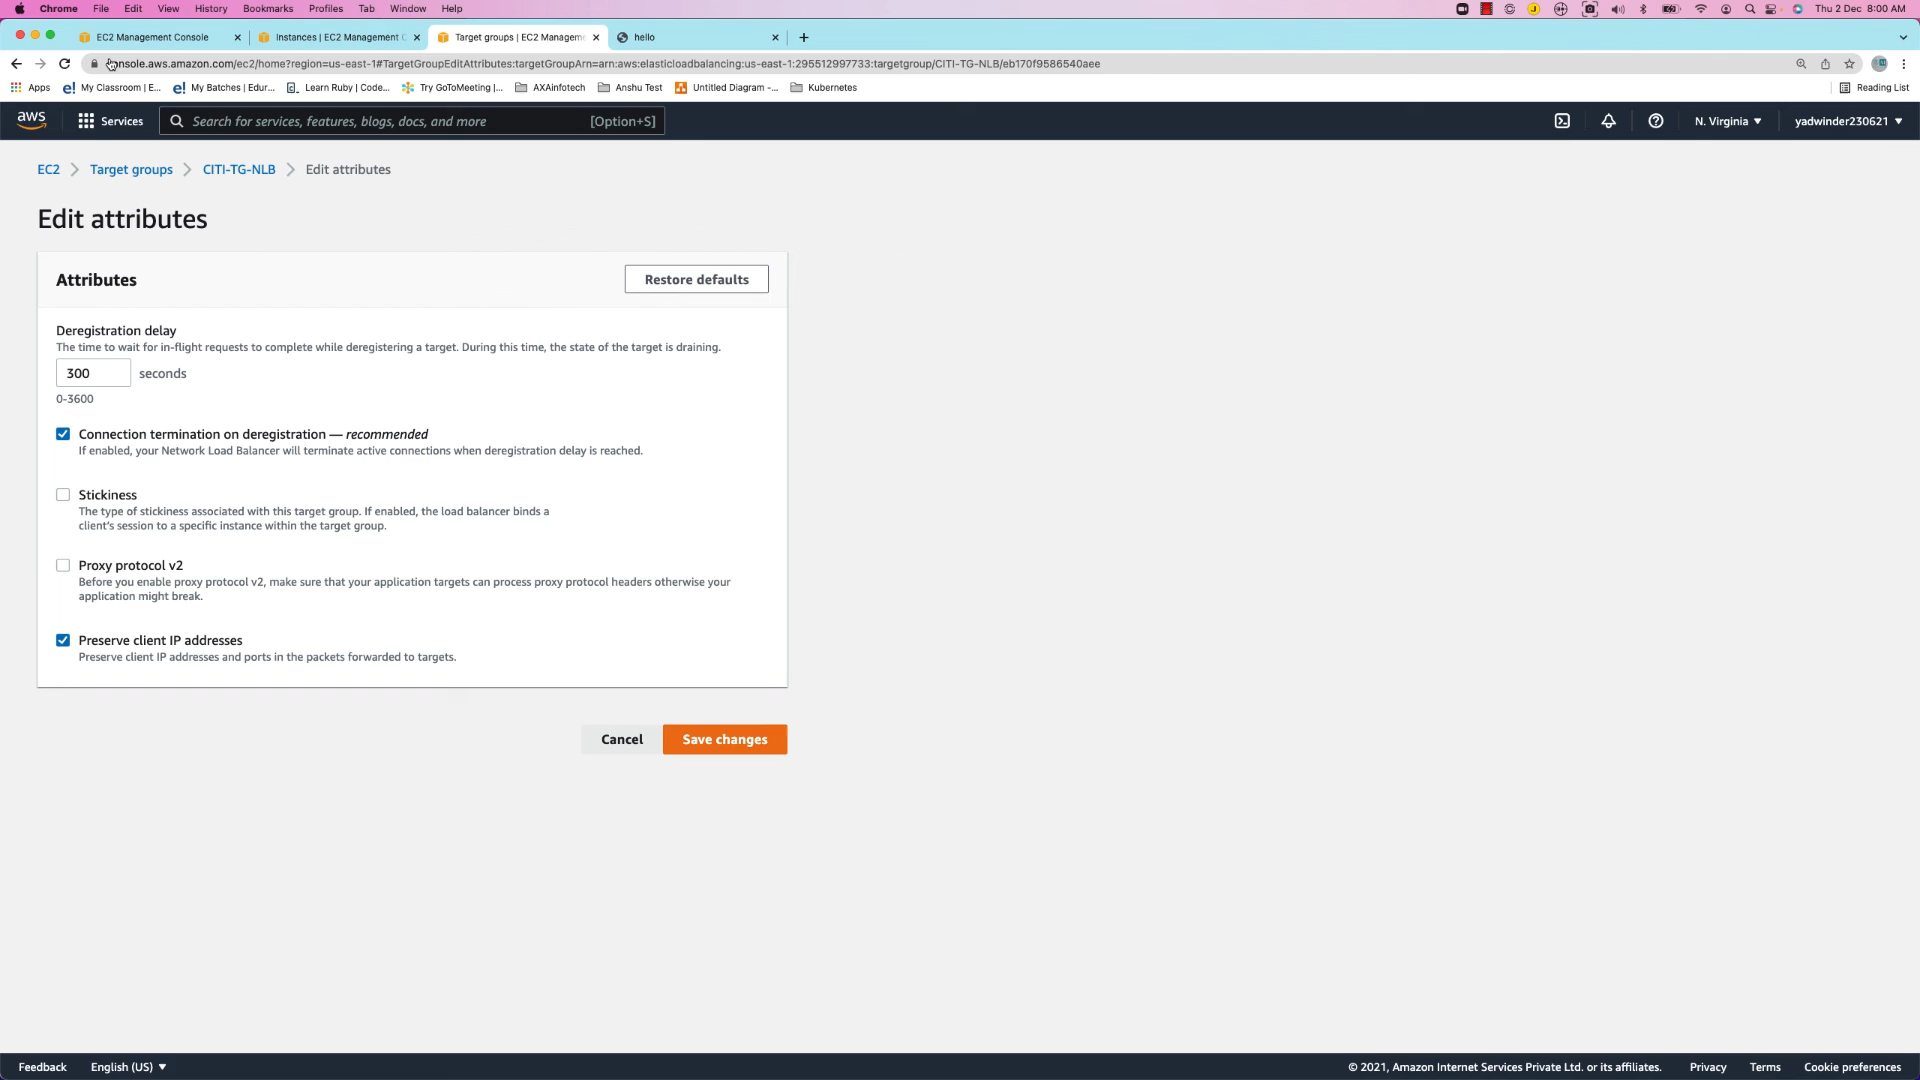 Chrome File Edit View History Bookmarks Profiles Tab Window Help Thu 2 Dec 8:00 AM
EC2 Management Console Instances | EC2 Management C Target groups | EC2 Manageme hello
onsole.aws.amazon.com/ec2/home?region=us-east-1#TargetGroupEditAttributes:targetGroupArn=arn:aws:elasticloadbalancing:us-east-1:295512997733:targetgroup/CITI-TG-NLB/eb170f9586540aee
Apps My Classroom | E... My Batches | Edur... Learn Ruby | Code... Try GoToMeeting |... AXAinfotech Anshu Test Untitled Diagram -... Kubernetes Reading List
aws Services Search for services, features, blogs, docs, and more [Option+S] N. Virginia yadwinder230621
EC2 Target groups CITI-TG-NLB Edit attributes
Edit attributes
Attributes Restore defaults
Deregistration delay
The time to wait for in-flight requests to complete while deregistering a target. During this time, the state of the target is draining.
300 seconds
0-3600
Connection termination on deregistration — recommended
If enabled, your Network Load Balancer will terminate active connections when deregistration delay is reached.
Stickiness
The type of stickiness associated with this target group. If enabled, the load balancer binds a
client's session to a specific instance within the target group.
Proxy protocol v2
Before you enable proxy protocol v2, make sure that your application targets can process proxy protocol headers otherwise your
application might break.
Preserve client IP addresses
Preserve client IP addresses and ports in the packets forwarded to targets.
Cancel Save changes
Feedback English (US) © 2021, Amazon Internet Services Private Ltd. or its affiliates. Privacy Terms Cookie preferences